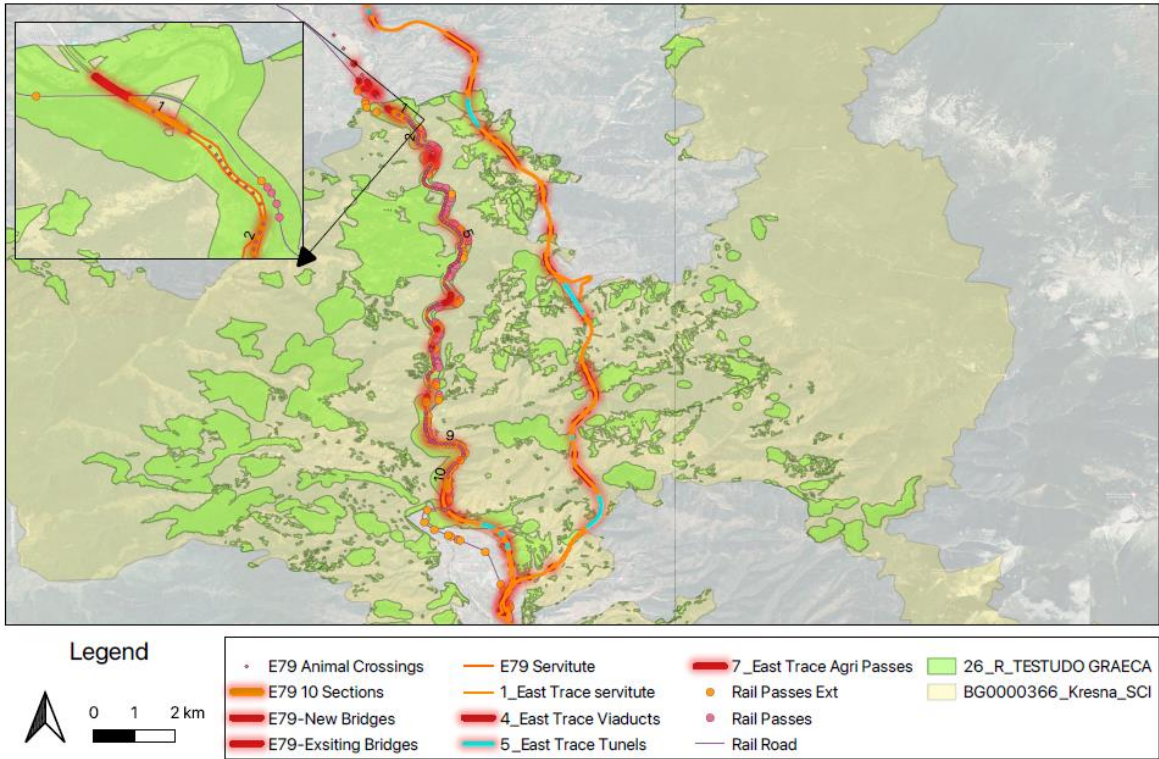 1
2
1
2
5
9
10
Legend
0 1 2 km
E79 Animal Crossings
E79 10 Sections
E79-New Bridges
E79-Exsiting Bridges
E79 Servitute
1_East Trace servitute
4_East Trace Viaducts
5_East Trace Tunels
7_East Trace Agri Passes
Rail Passes Ext
Rail Passes
Rail Road
26_R_TESTUDO GRAECA
BG0000366_Kresna_SCI